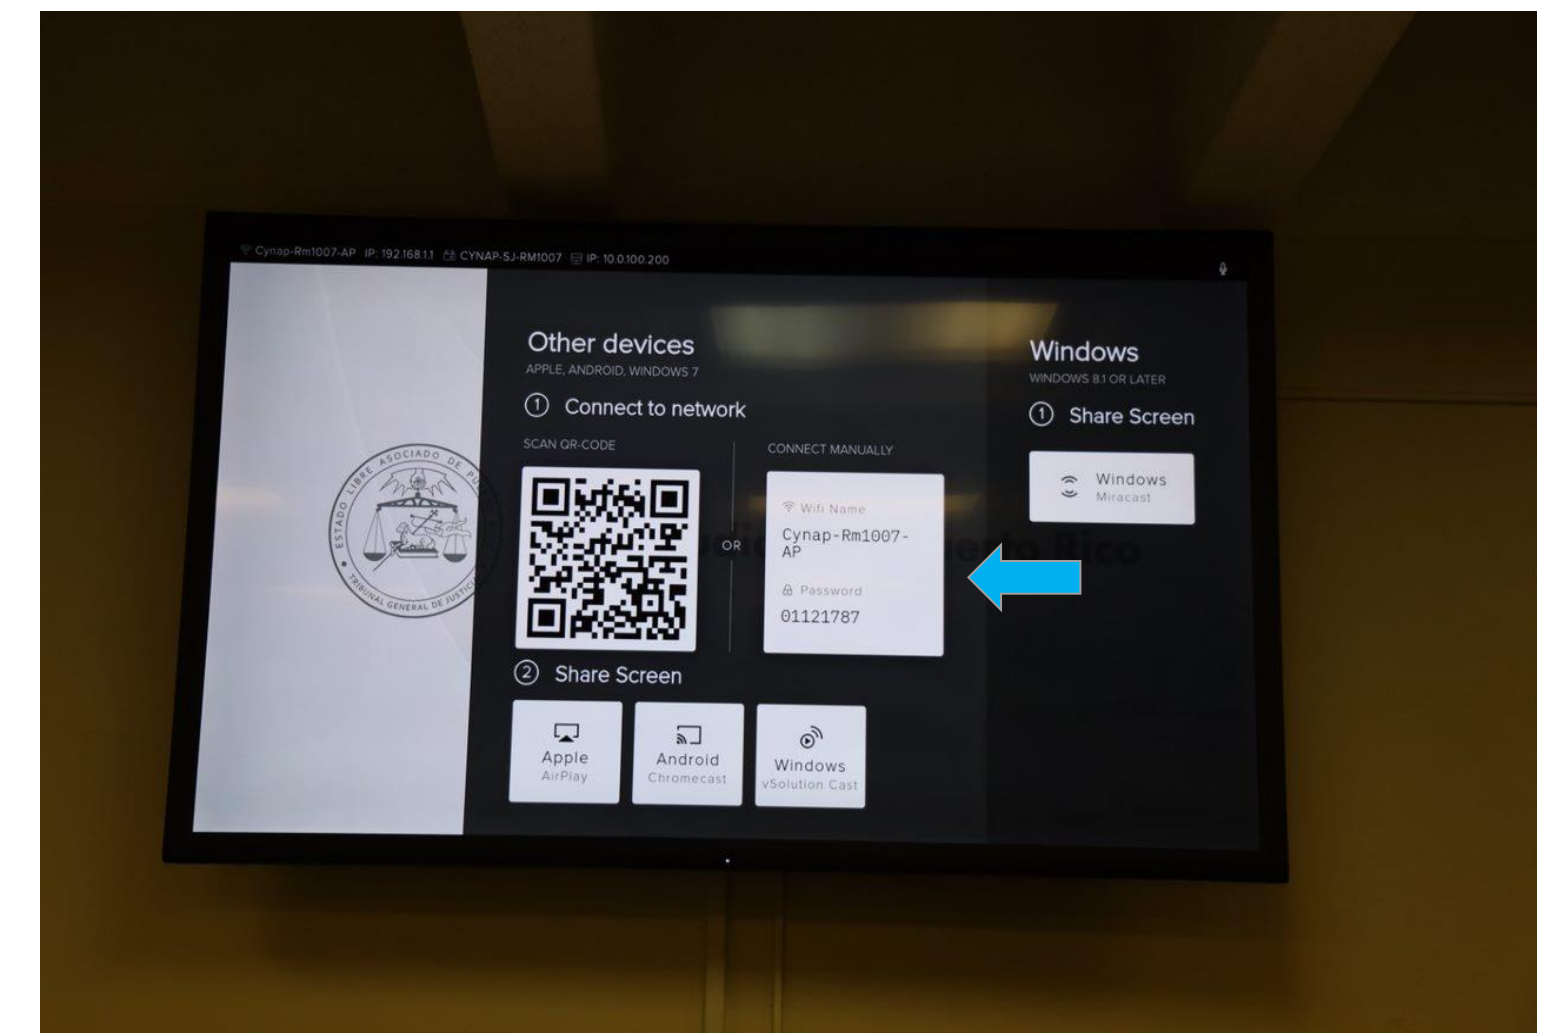 Cynap-Rm1007-AP IP: 192.168.1.1 CYNAP-SJ-RM1007 IP: 10.0.100.200
Other devices
APPLE, ANDROID, WINDOWS 7
1 Connect to network
SCAN QR-CODE
OR
CONNECT MANUALLY
Wifi Name
Cynap-Rm1007-
AP
Password
01121787
2 Share Screen
Apple
AirPlay
Android
Chromecast
Windows
vSolution Cast
Windows
WINDOWS 8.1 OR LATER
1 Share Screen
Windows
Miracast
ESTADO LIBRE ASOCIADO DE
TRIBUNAL GENERAL DE JUSTICIA
Rico